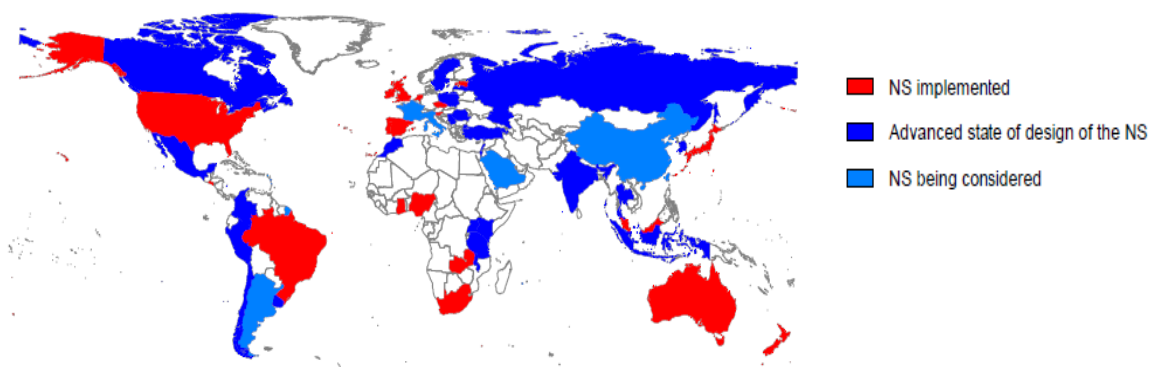 NS implemented
Advanced state of design of the NS
NS being considered